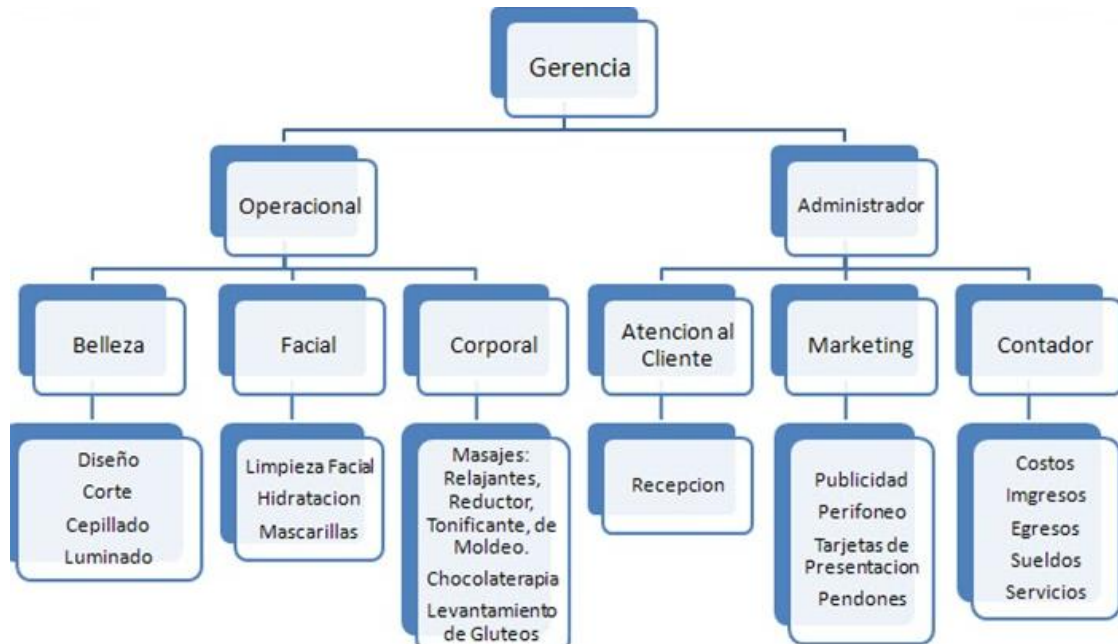 Gerencia
Operacional
Administrador
Belleza
Facial
Corporal
Atencion al
Cliente
Marketing
Contador
Diseño
Corte
Cepillado
Luminado
Limpieza Facial
Hidratacion
Mascarillas
Masajes:
Relajantes,
Reductor,
Tonificante, de
Moldeo.
Chocolaterapia
Levantamiento
de Gluteos
Recepcion
Publicidad
Perifoneo
Tarjetas de
Presentacion
Pendones
Costos
Imgresos
Egresos
Sueldos
Servicios